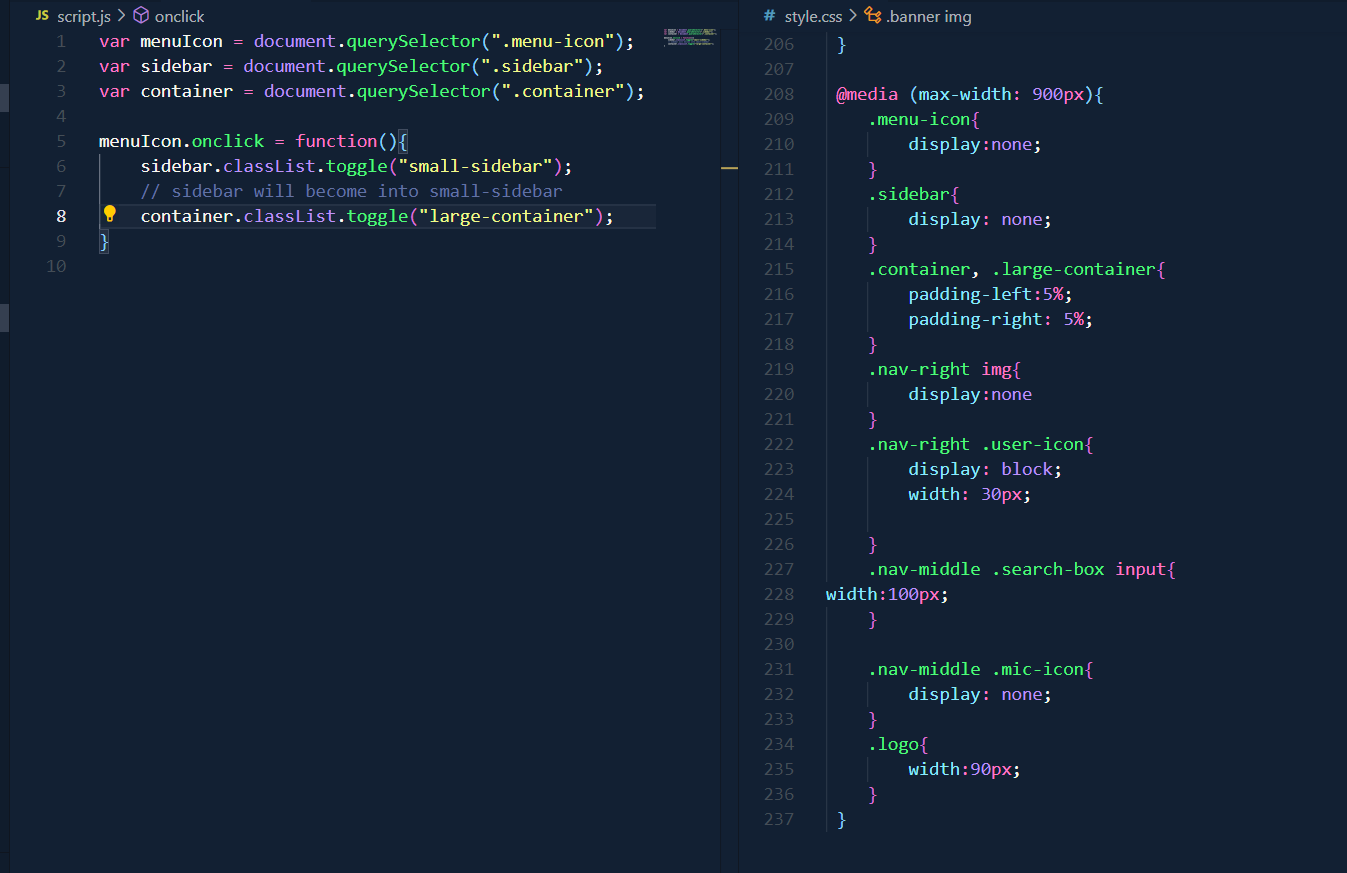 JS script.js > onclick
1 var menuIcon = document.querySelector(".menu-icon");
2 var sidebar = document.querySelector(".sidebar");
3 var container = document.querySelector(".container");
4
5 menuIcon.onclick = function(){
6     sidebar.classList.toggle("small-sidebar");
7     // sidebar will become into small-sidebar
8     container.classList.toggle("large-container");
9 }
10
# style.css > .banner img
206 }
207
208 @media (max-width: 900px){
209     .menu-icon{
210         display:none;
211     }
212     .sidebar{
213         display: none;
214     }
215     .container, .large-container{
216         padding-left:5%;
217         padding-right: 5%;
218     }
219     .nav-right img{
220         display:none
221     }
222     .nav-right .user-icon{
223         display: block;
224         width: 30px;
225
226     }
227     .nav-middle .search-box input{
228 width:100px;
229     }
230
231     .nav-middle .mic-icon{
232         display: none;
233     }
234     .logo{
235         width:90px;
236     }
237 }